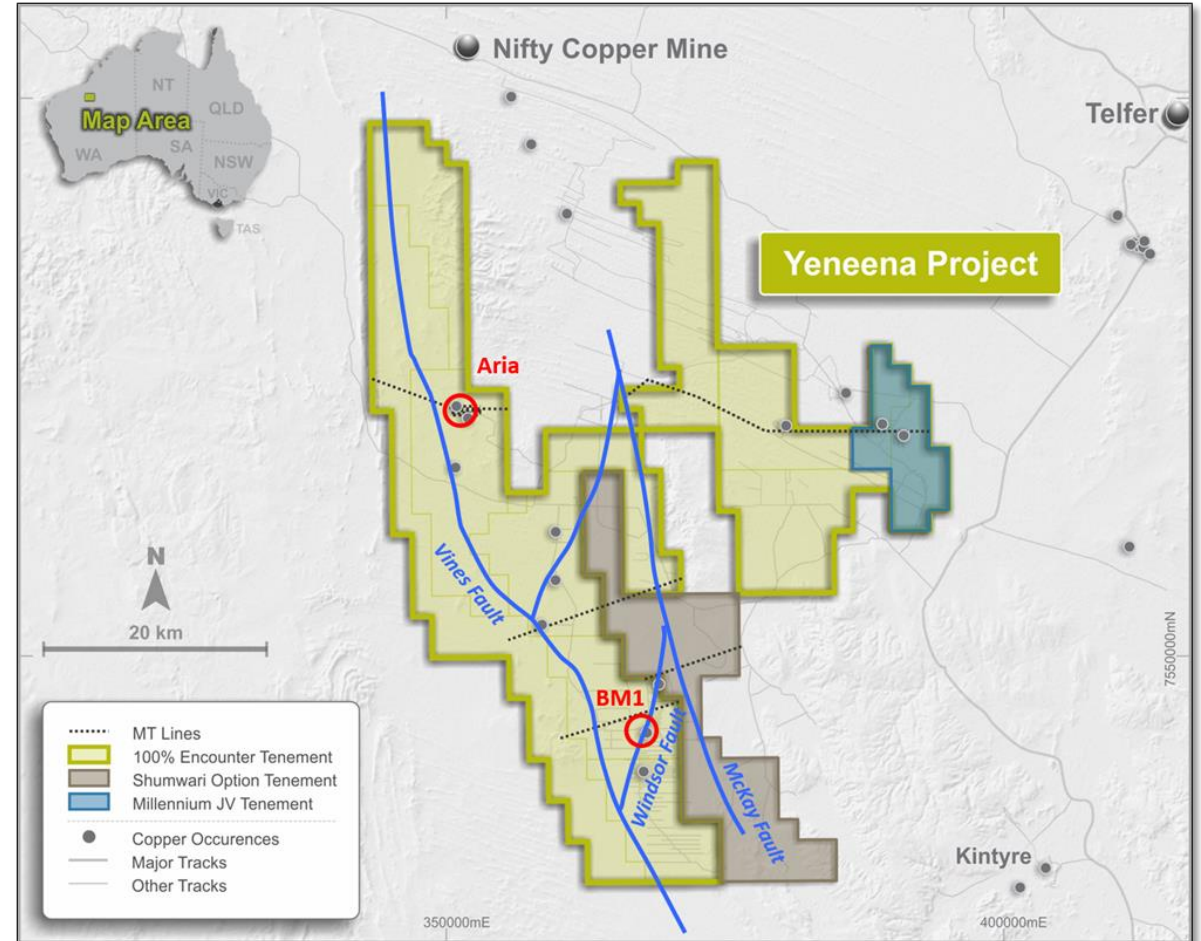 Nifty Copper Mine
Telfer
NT
QLD
Map Area
WA
SA
NSW
VIC
TAS
Yeneena Project
Aria
Vines Fault
N
20 km
7550000mN
BM1
Windsor Fault
McKay Fault
MT Lines
100% Encounter Tenement
Shumwari Option Tenement
Millennium JV Tenement
Copper Occurences
Major Tracks
Other Tracks
Kintyre
350000mE
400000mE